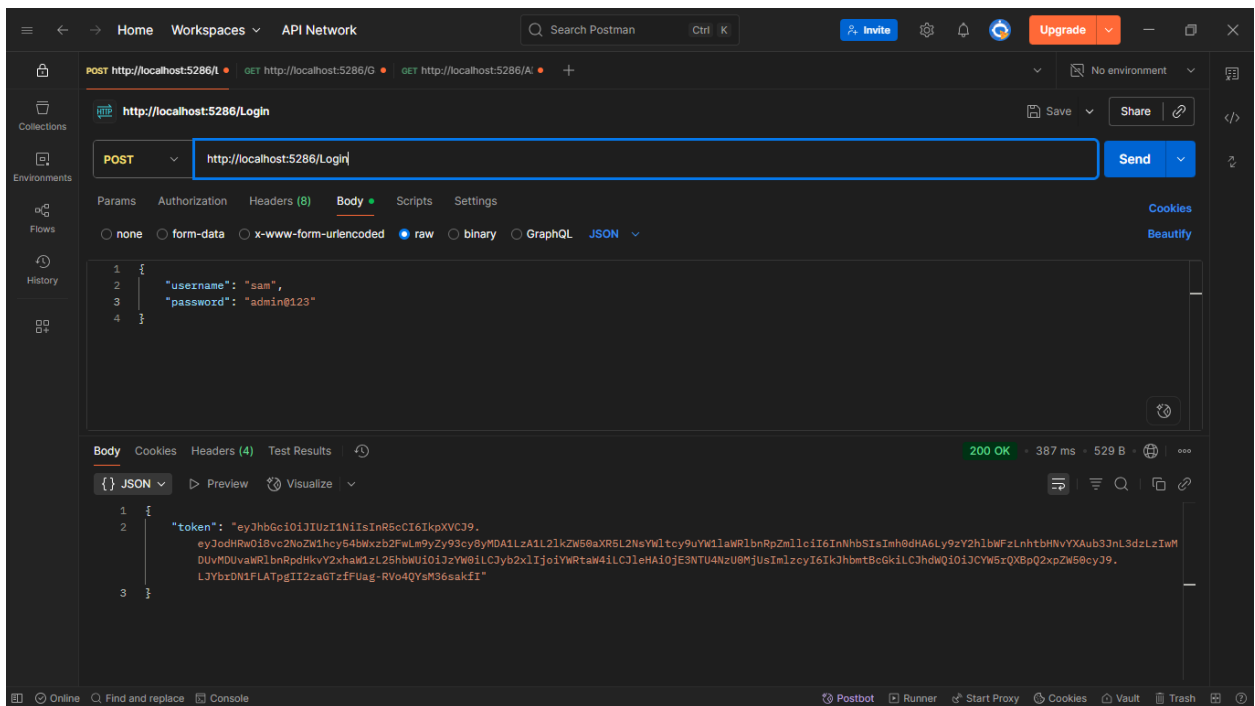 Home Workspaces API Network Search Postman Ctrl K Invite Upgrade
POST http://localhost:5286/L GET http://localhost:5286/G GET http://localhost:5286/A No environment
HTTP http://localhost:5286/Login Save Share
Collections
POST http://localhost:5286/Login Send
Environments
Params Authorization Headers (8) Body Scripts Settings Cookies
Flows
none form-data x-www-form-urlencoded raw binary GraphQL JSON Beautify
History
1 {
2 "username": "sam",
3 "password": "admin@123"
4 }
Body Cookies Headers (4) Test Results 200 OK 387 ms 529 B
{} JSON Preview Visualize
1 {
2 "token": "eyJhbGciOiJIUzI1NiIsInR5cCI6IkpXVCJ9.
eyJodHRwOi8vc2NoZW1hcy54bWxzb2FwLm9yZy93cy8yMDA1LzA1L2lkZW50aXR5L2NsYWltcy9uYW1laWRlbnRpZmllciI6InNhbSIsImh0dHA6Ly9zY2hlbWFzLnhtbHNvYXAub3JnL3dzLzIwM
DUvMDUvaWRlbnRpdHkvY2xhaW1zL25hbWUiOiJzYW0iLCJyb2xlIjoiYWRtaW4iLCJleHAiOjE3NTU4NzU0MjUsImlzcyI6IkJhbmtBcGkiLCJhdWQiOiJCYW5rQXBpQ2xpZW50cyJ9.
LJYbrDN1FLATpgII2zaGTzfFUag-RVo4QYsM36sakfI"
3 }
Online Find and replace Console Postbot Runner Start Proxy Cookies Vault Trash